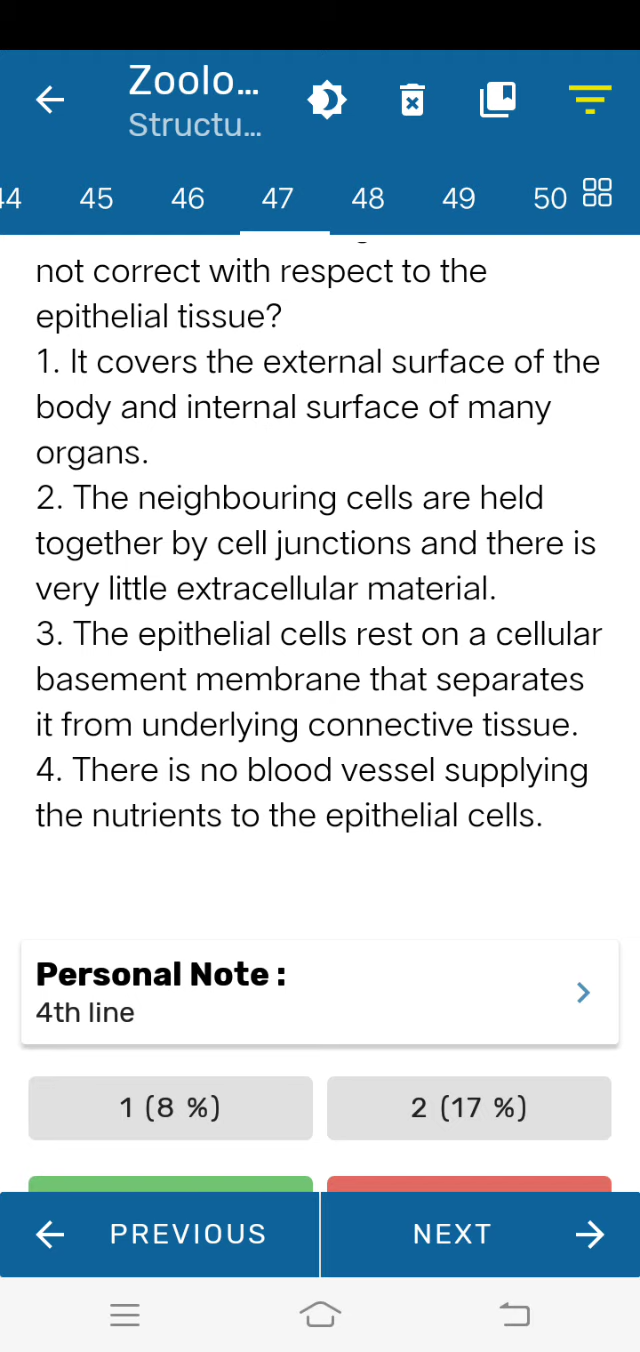 Zoolo...
Structu...
44 45 46 47 48 49 50
not correct with respect to the
epithelial tissue?
1. It covers the external surface of the
body and internal surface of many
organs.
2. The neighbouring cells are held
together by cell junctions and there is
very little extracellular material.
3. The epithelial cells rest on a cellular
basement membrane that separates
it from underlying connective tissue.
4. There is no blood vessel supplying
the nutrients to the epithelial cells.
Personal Note :
4th line
1 (8 %) 2 (17 %)
PREVIOUS NEXT